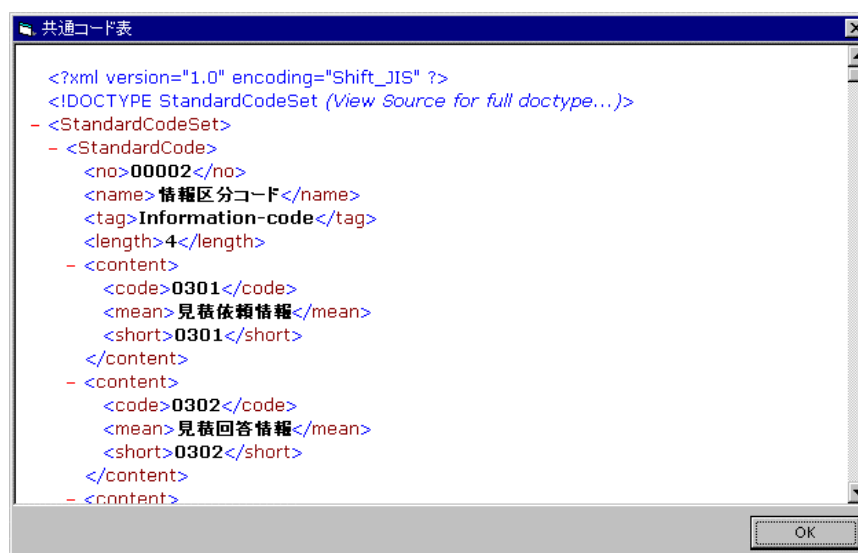 共通コード表
<?xml version="1.0" encoding="Shift_JIS" ?>
<!DOCTYPE StandardCodeSet (View Source for full doctype...)>
- <StandardCodeSet>
- <StandardCode>
<no>00002</no>
<name>情報区分コード</name>
<tag>Information-code</tag>
<length>4</length>
- <content>
<code>0301</code>
<mean>見積依頼情報</mean>
<short>0301</short>
</content>
- <content>
<code>0302</code>
<mean>見積回答情報</mean>
<short>0302</short>
</content>
- <content>
OK